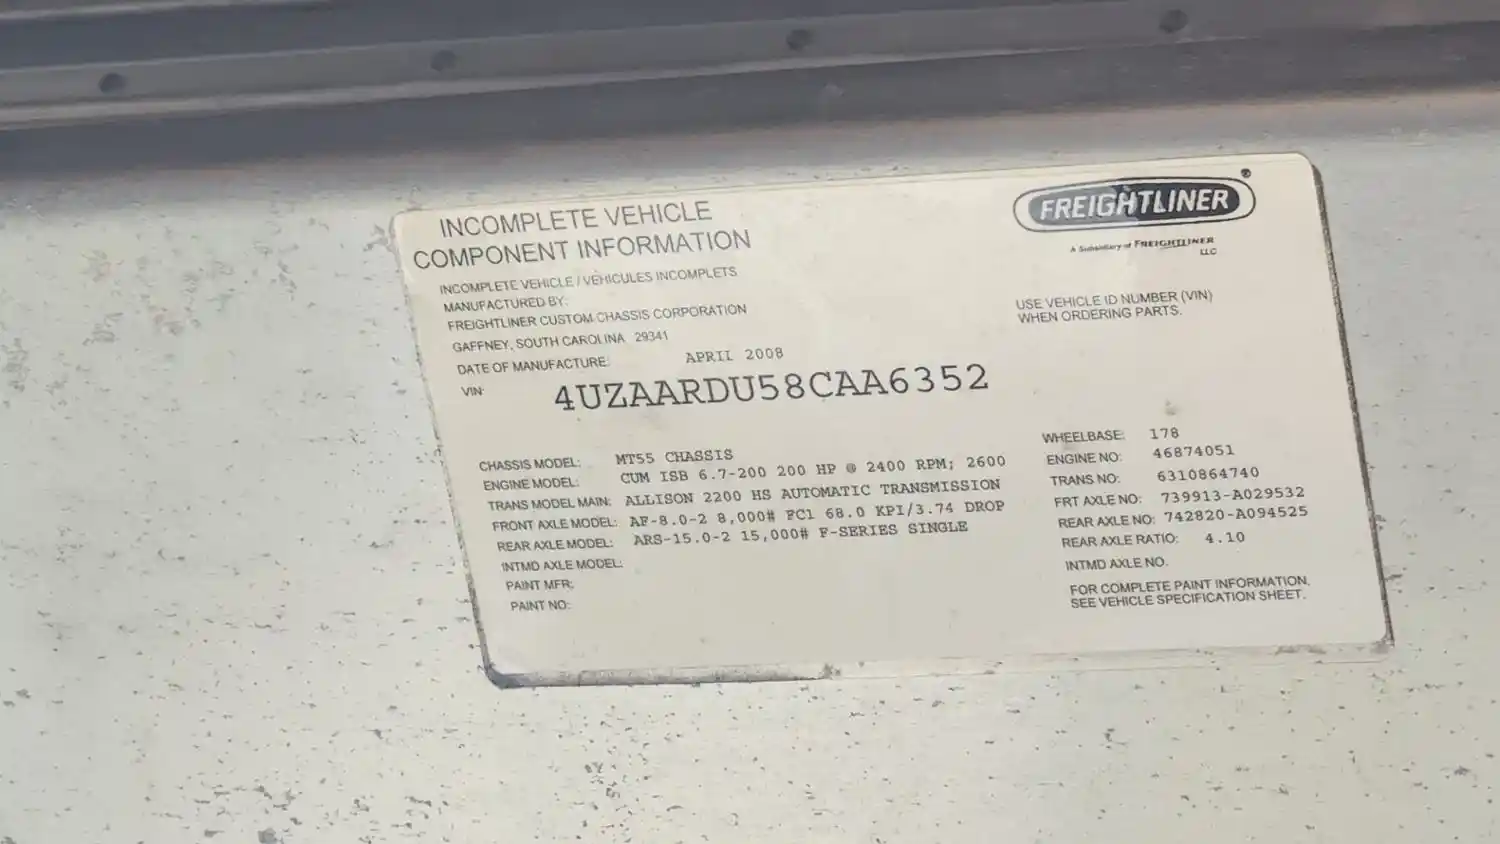 INCOMPLETE VEHICLE
COMPONENT INFORMATION
INCOMPLETE VEHICLE / VEHICULES INCOMPLETS
MANUFACTURED BY:
FREIGHTLINER CUSTOM CHASSIS CORPORATION
GAFFNEY, SOUTH CAROLINA 29341
DATE OF MANUFACTURE: APRIL 2008
VIN: 4UZAARDU58CAA6352
FREIGHTLINER®
A Subsidiary of FREIGHTLINER
LLC
USE VEHICLE ID NUMBER (VIN)
WHEN ORDERING PARTS.
CHASSIS MODEL: MT55 CHASSIS
ENGINE MODEL: CUM ISB 6.7-200 200 HP @ 2400 RPM; 2600
TRANS MODEL MAIN: ALLISON 2200 HS AUTOMATIC TRANSMISSION
FRONT AXLE MODEL: AF-8.0-2 8,000# FC1 68.0 KPI/3.74 DROP
REAR AXLE MODEL: ARS-15.0-2 15,000# F-SERIES SINGLE
INTMD AXLE MODEL:
PAINT MFR:
PAINT NO:
WHEELBASE: 178
ENGINE NO: 46874051
TRANS NO: 6310864740
FRT AXLE NO: 739913-A029532
REAR AXLE NO: 742820-A094525
REAR AXLE RATIO: 4.10
INTMD AXLE NO.
FOR COMPLETE PAINT INFORMATION,
SEE VEHICLE SPECIFICATION SHEET.